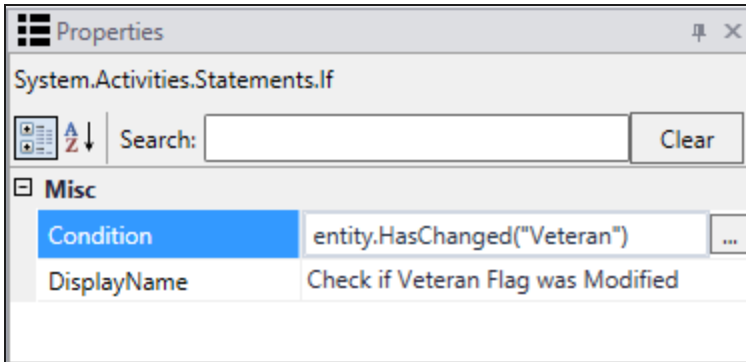 Properties
System.Activities.Statements.If
A
Z
Search:
Clear
Misc
Condition entity.HasChanged("Veteran") ...
DisplayName Check if Veteran Flag was Modified